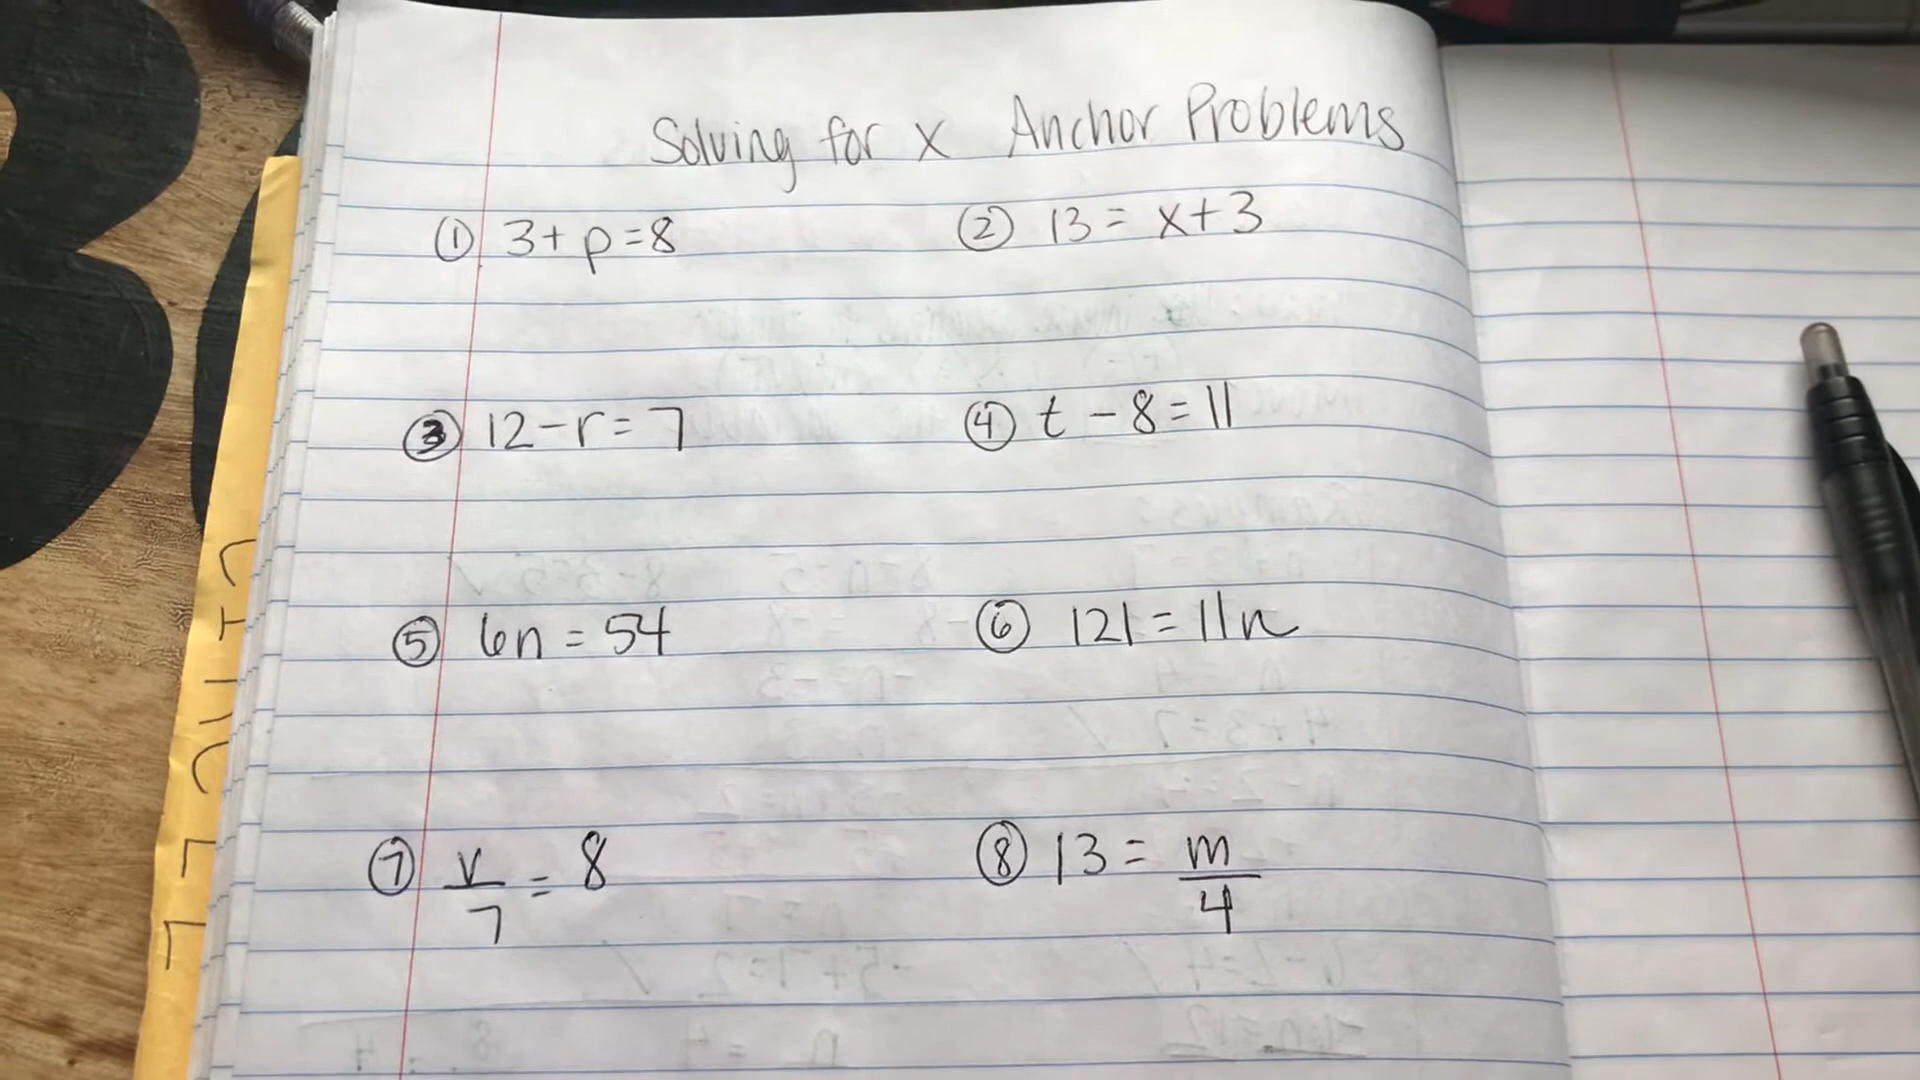 Solving for x Anchor Problems
① 3 + p = 8 ② 13 = x + 3
③ 12 - r = 7 ④ t - 8 = 11
⑤ 6n = 54 ⑥ 121 = 11n
⑦ v/7 = 8 ⑧ 13 = m/4